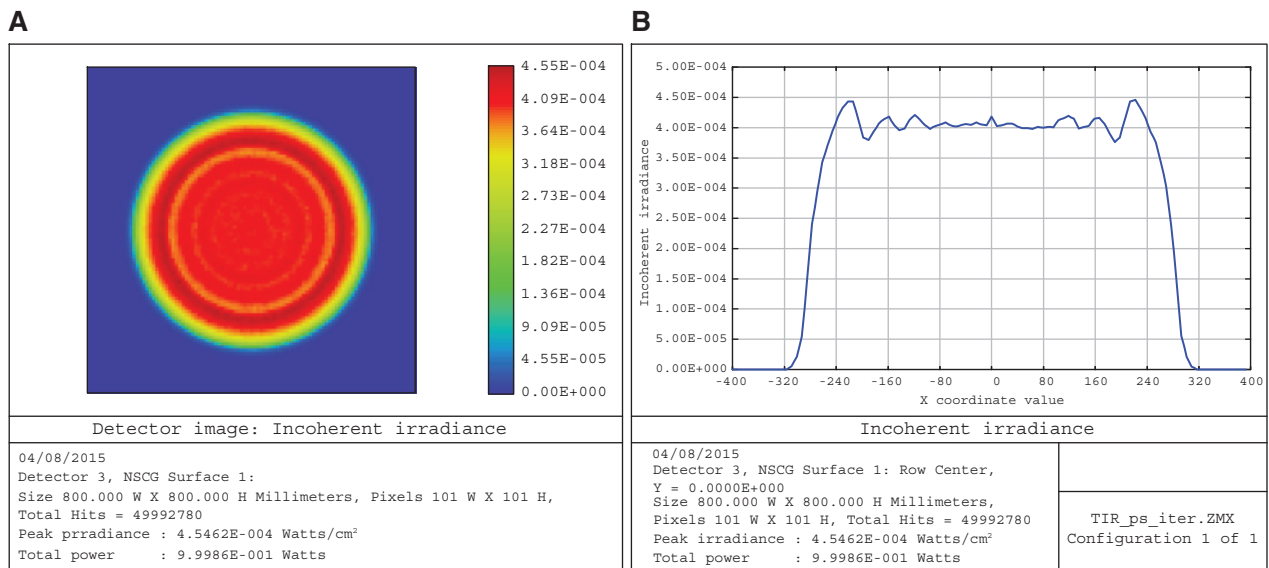 A
4.55E-004
4.09E-004
3.64E-004
3.18E-004
2.73E-004
2.27E-004
1.82E-004
1.36E-004
9.09E-005
4.55E-005
0.00E+000
Detector image: Incoherent irradiance
04/08/2015
Detector 3, NSCG Surface 1:
Size 800.000 W X 800.000 H Millimeters, Pixels 101 W X 101 H,
Total Hits = 49992780
Peak prradiance : 4.5462E-004 Watts/cm²
Total power : 9.9986E-001 Watts
B
5.00E-004
4.50E-004
4.00E-004
3.50E-004
3.00E-004
2.50E-004
2.00E-004
1.50E-004
1.00E-004
5.00E-005
0.00E+000
Incoherent irradiance
-400 -320 -240 -160 -80 0 80 160 240 320 400
X coordinate value
Incoherent irradiance
04/08/2015
Detector 3, NSCG Surface 1: Row Center,
Y = 0.0000E+000
Size 800.000 W X 800.000 H Millimeters,
Pixels 101 W X 101 H, Total Hits = 49992780
Peak irradiance : 4.5462E-004 Watts/cm²
Total power : 9.9986E-001 Watts
TIR_ps_iter.ZMX
Configuration 1 of 1